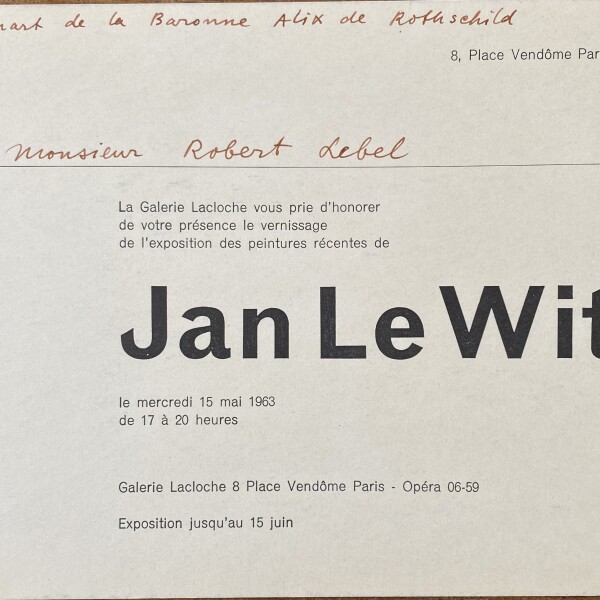 de la Baronne Alix de Rothschild
8, Place Vendôme Par
Monsieur Robert Lebel
La Galerie Lacloche vous prie d'honorer
de votre présence le vernissage
de l'exposition des peintures récentes de
Jan Le Wit
le mercredi 15 mai 1963
de 17 à 20 heures
Galerie Lacloche 8 Place Vendôme Paris - Opéra 06-59
Exposition jusqu'au 15 juin